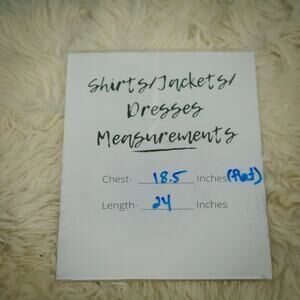 Shirts/Jackets/
Dresses
Measurements
Chest- 18.5 Inches (flat)
Length- 24 Inches